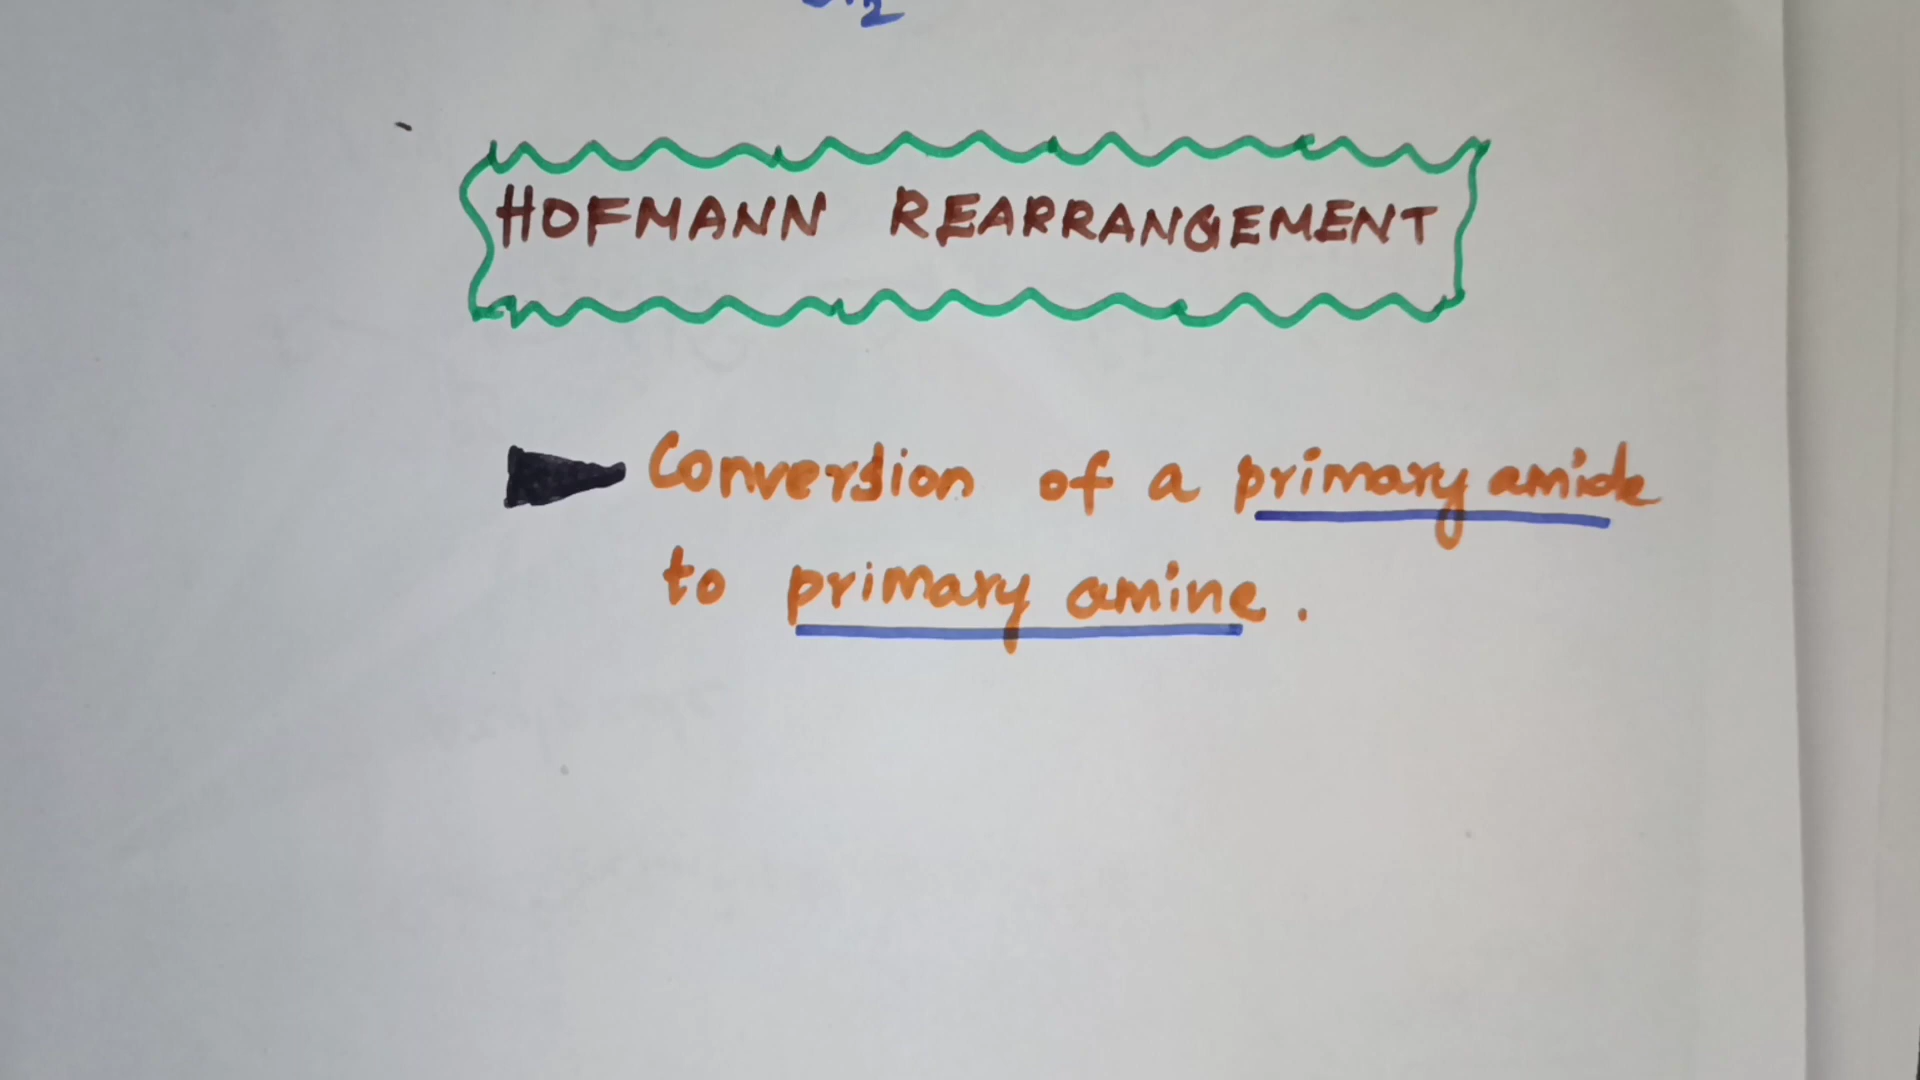 HOFMANN REARRANGEMENT
Conversion of a primary amide
to primary amine.